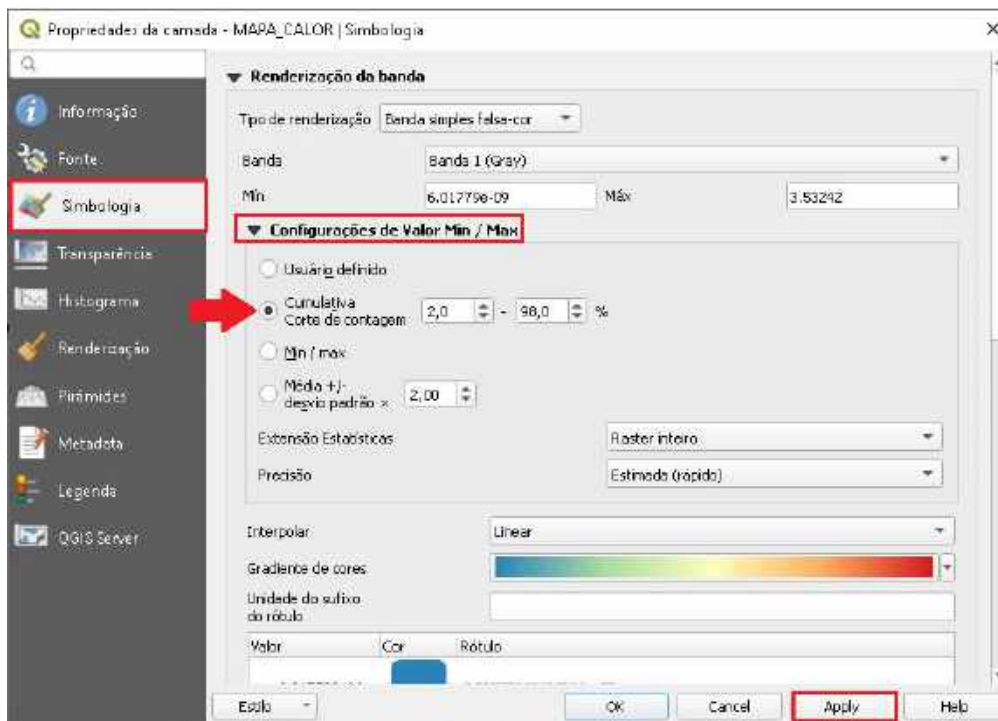 Propriedades da camada - MAPA_CALOR | Simbologia
Informação
Fonte
Simbologia
Transparência
Histograma
Renderização
Pirâmides
Metadata
Legenda
QGIS Server
Renderização da banda
Tipo de renderização Banda simples falsa-cor
Banda Banda 1 (Gray)
Mín 6.01779e-09 Máx 3.53242
Configurações de Valor Min / Max
Usuário definido
Cumulativa
Corte de contagem 2,0 - 98,0 %
Min / max
Média +/-
desvio padrão × 2,00
Extensão Estatísticas Raster inteiro
Precisão Estimada (rápido)
Interpolar Linear
Gradiente de cores
Unidade do sufixo
do rótulo
Valor Cor Rótulo
Estilo OK Cancel Apply Help